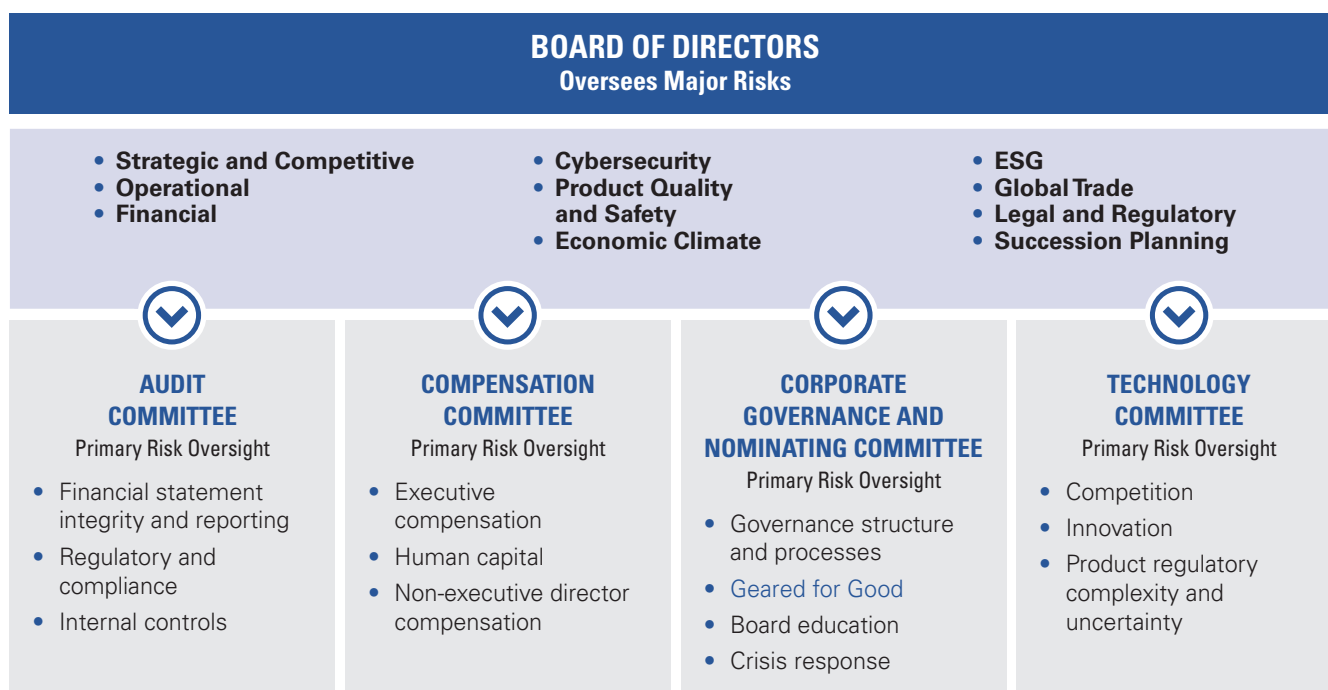 BOARD OF DIRECTORS
Oversees Major Risks
• Strategic and Competitive
• Operational
• Financial
• Cybersecurity
• Product Quality
and Safety
• Economic Climate
• ESG
• Global Trade
• Legal and Regulatory
• Succession Planning
AUDIT
COMMITTEE
Primary Risk Oversight
• Financial statement
integrity and reporting
• Regulatory and
compliance
• Internal controls
COMPENSATION
COMMITTEE
Primary Risk Oversight
• Executive
compensation
• Human capital
• Non-executive director
compensation
CORPORATE
GOVERNANCE AND
NOMINATING COMMITTEE
Primary Risk Oversight
• Governance structure
and processes
• Geared for Good
• Board education
• Crisis response
TECHNOLOGY
COMMITTEE
Primary Risk Oversight
• Competition
• Innovation
• Product regulatory
complexity and
uncertainty